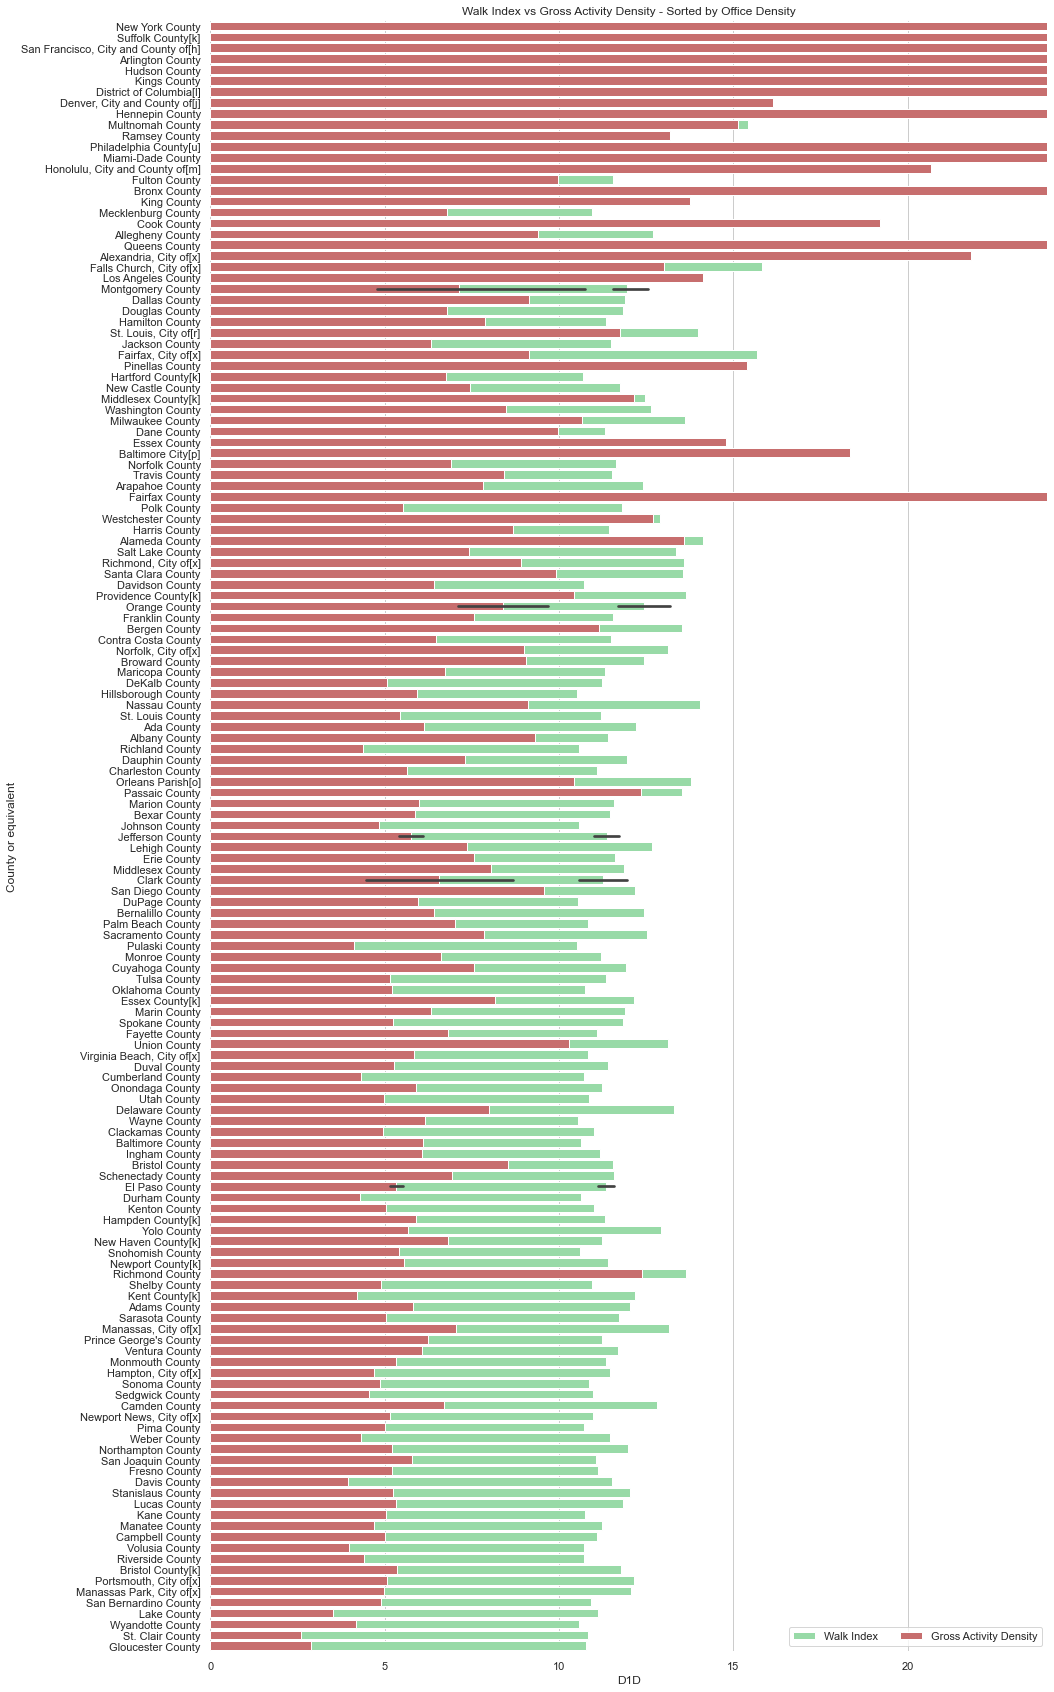 Walk Index vs Gross Activity Density - Sorted by Office Density
New York County
Suffolk County[k]
San Francisco, City and County of[h]
Arlington County
Hudson County
Kings County
District of Columbia[l]
Denver, City and County of[j]
Hennepin County
Multnomah County
Ramsey County
Philadelphia County[u]
Miami-Dade County
Honolulu, City and County of[m]
Fulton County
Bronx County
King County
Mecklenburg County
Cook County
Allegheny County
Queens County
Alexandria, City of[x]
Falls Church, City of[x]
Los Angeles County
Montgomery County
Dallas County
Douglas County
Hamilton County
St. Louis, City of[r]
Jackson County
Fairfax, City of[x]
Pinellas County
Hartford County[k]
New Castle County
Middlesex County[k]
Washington County
Milwaukee County
Dane County
Essex County
Baltimore City[p]
Norfolk County
Travis County
Arapahoe County
Fairfax County
Polk County
Westchester County
Harris County
Alameda County
Salt Lake County
Richmond, City of[x]
Santa Clara County
Davidson County
Providence County[k]
Orange County
Franklin County
Bergen County
Contra Costa County
Norfolk, City of[x]
Broward County
Maricopa County
DeKalb County
Hillsborough County
Nassau County
St. Louis County
Ada County
Albany County
Richland County
Dauphin County
Charleston County
Orleans Parish[o]
Passaic County
Marion County
Bexar County
Johnson County
Jefferson County
Lehigh County
Erie County
Middlesex County
Clark County
San Diego County
DuPage County
Bernalillo County
Palm Beach County
Sacramento County
Pulaski County
Monroe County
Cuyahoga County
Tulsa County
Oklahoma County
Essex County[k]
Marin County
Spokane County
Fayette County
Union County
Virginia Beach, City of[x]
Duval County
Cumberland County
Onondaga County
Utah County
Delaware County
Wayne County
Clackamas County
Baltimore County
Ingham County
Bristol County
Schenectady County
El Paso County
Durham County
Kenton County
Hampden County[k]
Yolo County
New Haven County[k]
Snohomish County
Newport County[k]
Richmond County
Shelby County
Kent County[k]
Adams County
Sarasota County
Manassas, City of[x]
Prince George's County
Ventura County
Monmouth County
Hampton, City of[x]
Sonoma County
Sedgwick County
Camden County
Newport News, City of[x]
Pima County
Weber County
Northampton County
San Joaquin County
Fresno County
Davis County
Stanislaus County
Lucas County
Kane County
Manatee County
Campbell County
Volusia County
Riverside County
Bristol County[k]
Portsmouth, City of[x]
Manassas Park, City of[x]
San Bernardino County
Lake County
Wyandotte County
St. Clair County
Gloucester County
County or equivalent
Walk Index
Gross Activity Density
0 5 10 15 20
D1D